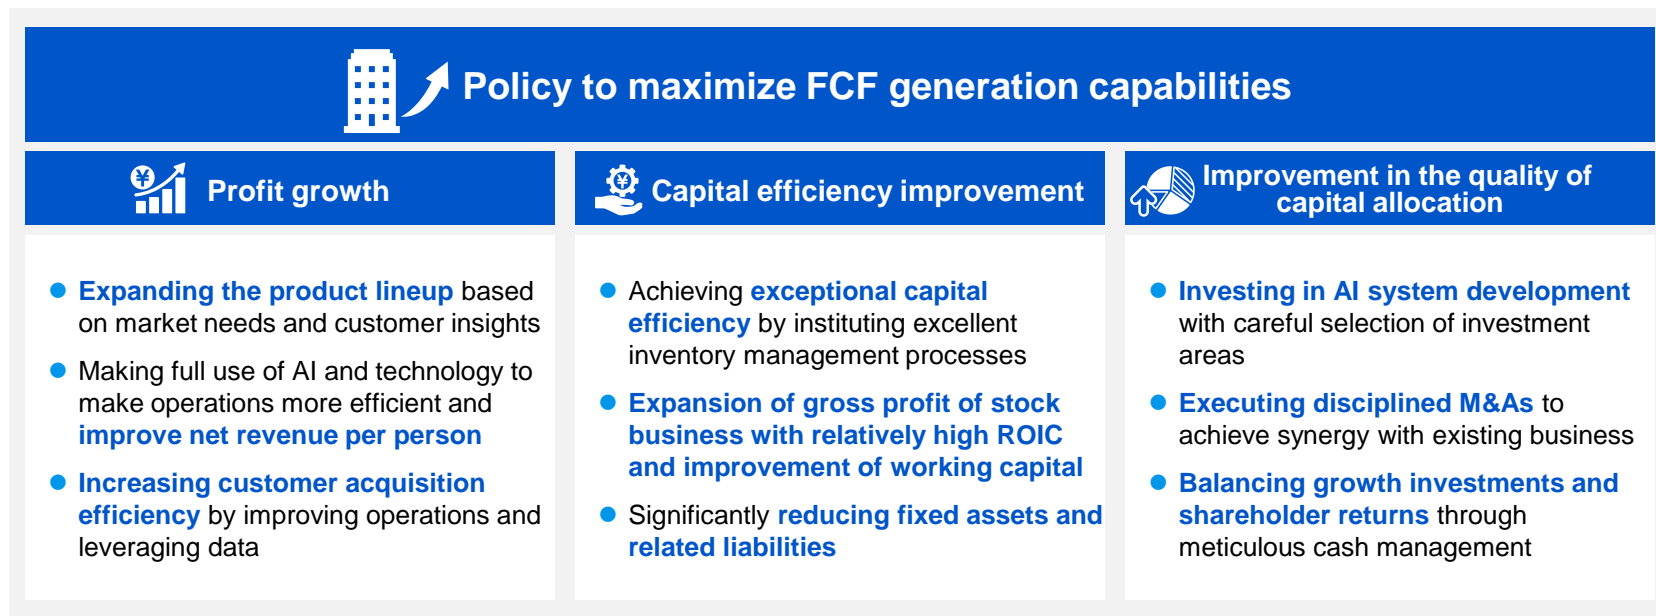 Policy to maximize FCF generation capabilities
¥ Profit growth
● Expanding the product lineup based
on market needs and customer insights
● Making full use of AI and technology to
make operations more efficient and
improve net revenue per person
● Increasing customer acquisition
efficiency by improving operations and
leveraging data
¥ Capital efficiency improvement
● Achieving exceptional capital
efficiency by instituting excellent
inventory management processes
● Expansion of gross profit of stock
business with relatively high ROIC
and improvement of working capital
● Significantly reducing fixed assets and
related liabilities
Improvement in the quality of
capital allocation
● Investing in AI system development
with careful selection of investment
areas
● Executing disciplined M&As to
achieve synergy with existing business
● Balancing growth investments and
shareholder returns through
meticulous cash management